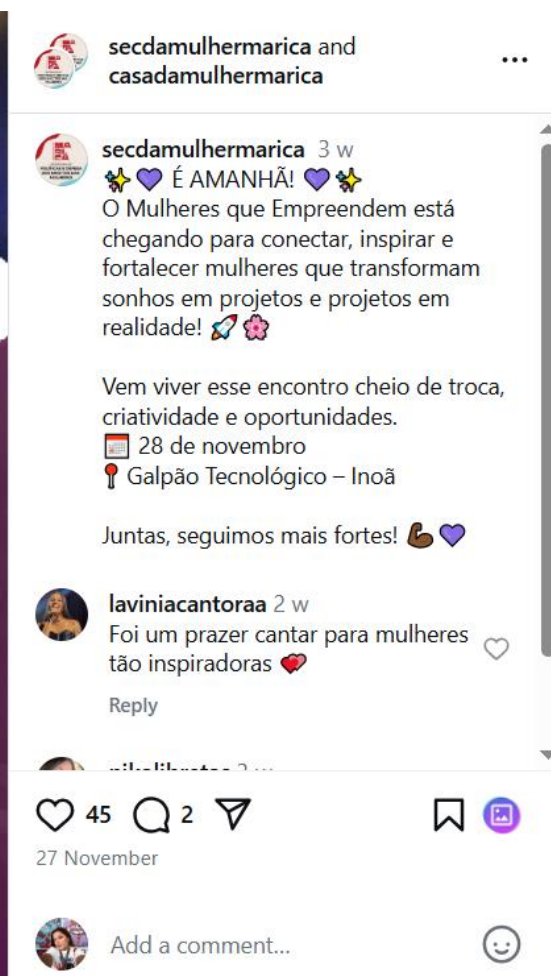 secdamulhermarica and
casadamulhermarica
secdamulhermarica 3 w
✨💜 É AMANHÃ! 💜✨
O Mulheres que Empreendem está
chegando para conectar, inspirar e
fortalecer mulheres que transformam
sonhos em projetos e projetos em
realidade! 🚀🌸
Vem viver esse encontro cheio de troca,
criatividade e oportunidades.
📅 28 de novembro
📍 Galpão Tecnológico – Inoã
Juntas, seguimos mais fortes! 💪🏿💜
laviniacantoraa 2 w
Foi um prazer cantar para mulheres
tão inspiradoras 💕
Reply
45 2
27 November
Add a comment...